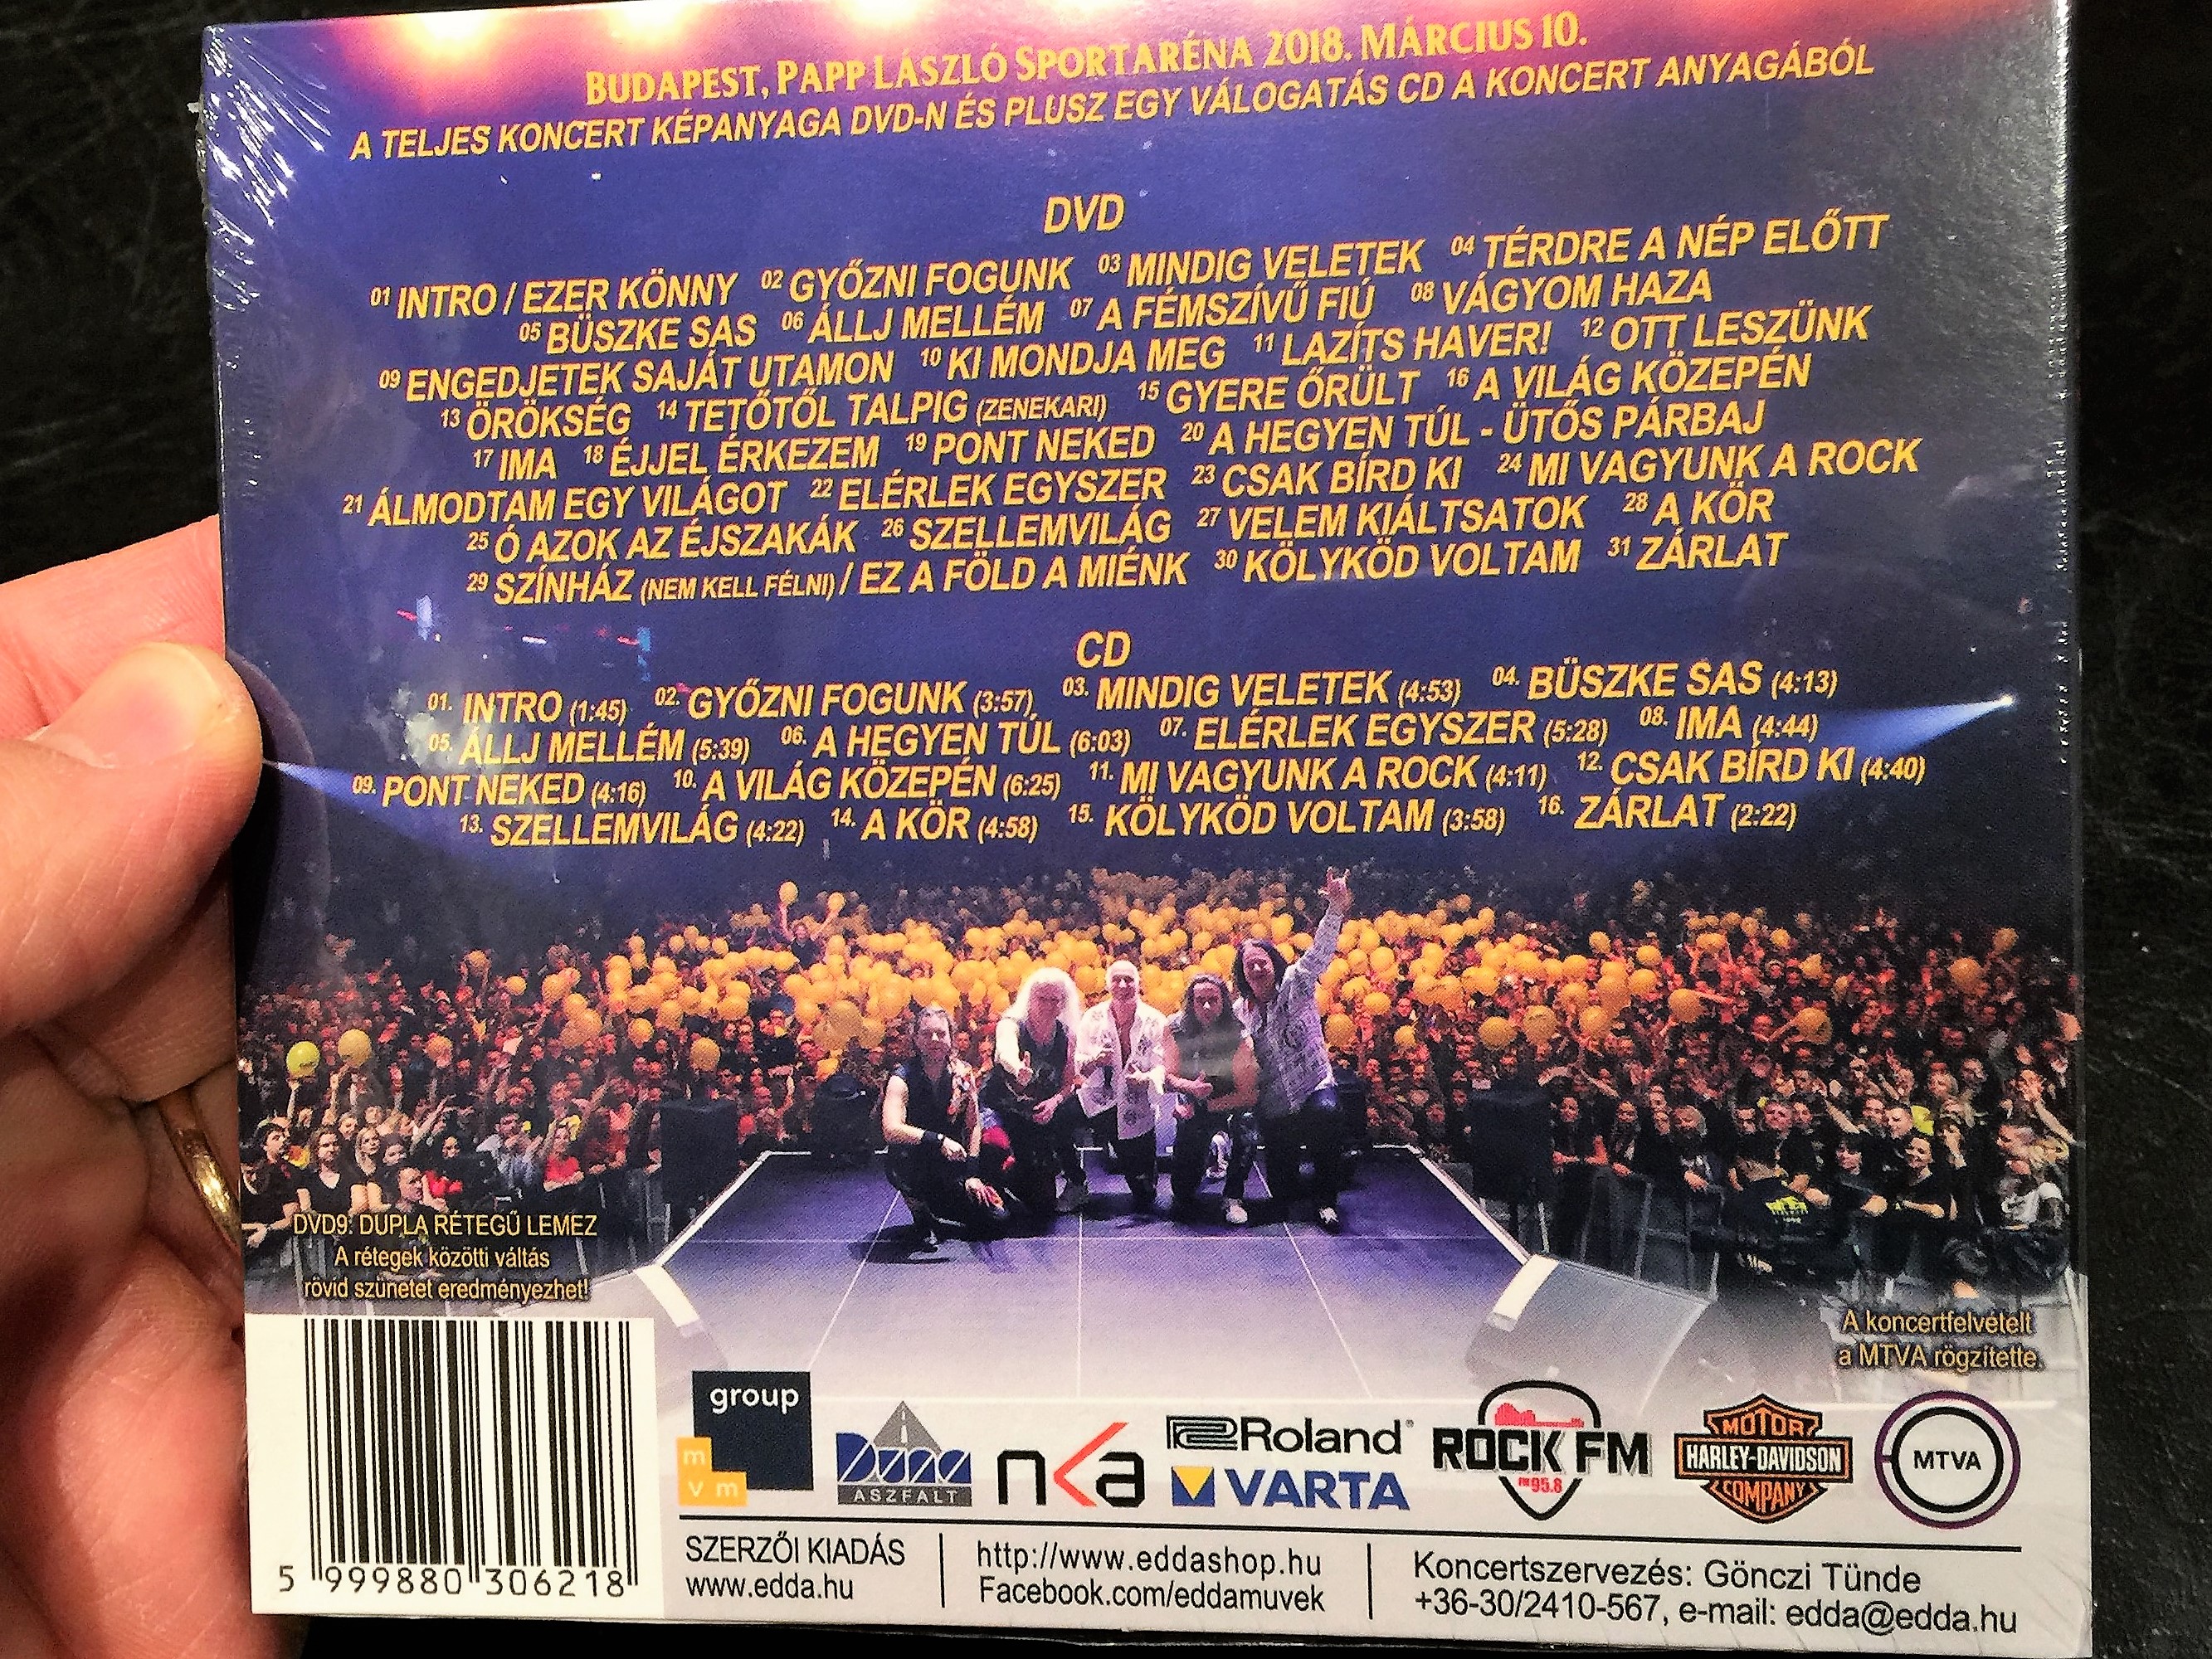 BUDAPEST, PAPP LÁSZLÓ SPORTARÉNA 2018. MÁRCIUS 10.
A TELJES KONCERT KÉPANYAGA DVD-N ÉS PLUSZ EGY VÁLOGATÁS CD A KONCERT ANYAGÁBÓL
DVD
01 INTRO / EZER KÖNNY 02 GYŐZNI FOGUNK 03 MINDIG VELETEK 04 TÉRDRE A NÉP ELŐTT
05 BÜSZKE SAS 06 ÁLLJ MELLÉM 07 A FÉMSZÍVŰ FIÚ 08 VÁGYOM HAZA
09 ENGEDJETEK SAJÁT UTAMON 10 KI MONDJA MEG 11 LAZÍTS HAVER! 12 OTT LESZÜNK
13 ÖRÖKSÉG 14 TETŐTŐL TALPIG (ZENEKARI) 15 GYERE ŐRÜLT 16 A VILÁG KÖZEPÉN
17 IMA 18 ÉJJEL ÉRKEZEM 19 PONT NEKED 20 A HEGYEN TÚL - ÜTŐS PÁRBAJ
21 ÁLMODTAM EGY VILÁGOT 22 ELÉRLEK EGYSZER 23 CSAK BÍRD KI 24 MI VAGYUNK A ROCK
25 Ó AZOK AZ ÉJSZAKÁK 26 SZELLEMVILÁG 27 VELEM KIÁLTSATOK 28 A KÖR
29 SZÍNHÁZ (NEM KELL FÉLNI) / EZ A FÖLD A MIÉNK 30 KÖLYKÖD VOLTAM 31 ZÁRLAT
CD
01. INTRO (1:45) 02. GYŐZNI FOGUNK (3:57) 03. MINDIG VELETEK (4:53) 04. BÜSZKE SAS (4:13)
05. ÁLLJ MELLÉM (5:39) 06. A HEGYEN TÚL (6:03) 07. ELÉRLEK EGYSZER (5:28) 08. IMA (4:44)
09. PONT NEKED (4:16) 10. A VILÁG KÖZEPÉN (6:25) 11. MI VAGYUNK A ROCK (4:11) 12. CSAK BÍRD KI (4:40)
13. SZELLEMVILÁG (4:22) 14. A KÖR (4:58) 15. KÖLYKÖD VOLTAM (3:58) 16. ZÁRLAT (2:22)
DVD9: DUPLA RÉTEGŰ LEMEZ
A rétegek közötti váltás
rövid szünetet eredményezhet!
A koncertfelvételt
a MTVA rögzítette.
5 999880 306218
group
mvm
Duna
ASZFALT
nka
Roland
VARTA
ROCK FM
FM 95.8
MOTOR
HARLEY-DAVIDSON
COMPANY
MTVA
SZERZŐI KIADÁS
www.edda.hu
http://www.eddashop.hu
Facebook.com/eddamuvek
Koncertszervezés: Gönczi Tünde
+36-30/2410-567, e-mail: edda@edda.hu